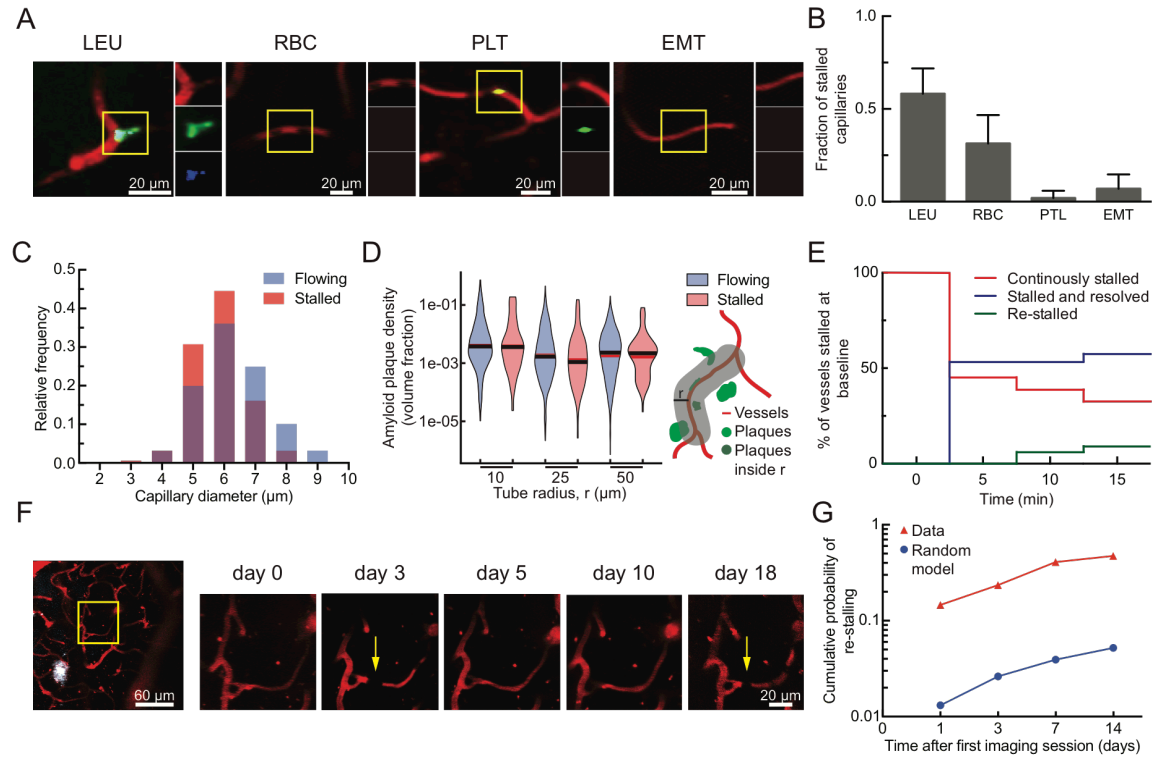 A
LEU
RBC
PLT
EMT
20 µm
20 µm
20 µm
20 µm
B
Fraction of stalled
capillaries
1.0
0.5
0.0
LEU
RBC
PTL
EMT
C
Relative frequency
0.5
0.4
0.3
0.2
0.1
0.0
Flowing
Stalled
2
3
4
5
6
7
8
9
10
Capillary diameter (µm)
D
Amyloid plaque density
(volume fraction)
1e-01
1e-03
1e-05
10
25
50
Tube radius, r (µm)
Flowing
Stalled
r
Vessels
Plaques
Plaques
inside r
E
% of vessels stalled at
baseline
100
50
0
Continously stalled
Stalled and resolved
Re-stalled
0
5
10
15
Time (min)
F
60 µm
day 0
day 3
day 5
day 10
day 18
20 µm
G
Cumulative probability of
re-stalling
1
0.1
0.01
Data
Random
model
0
1
3
7
14
Time after first imaging session (days)